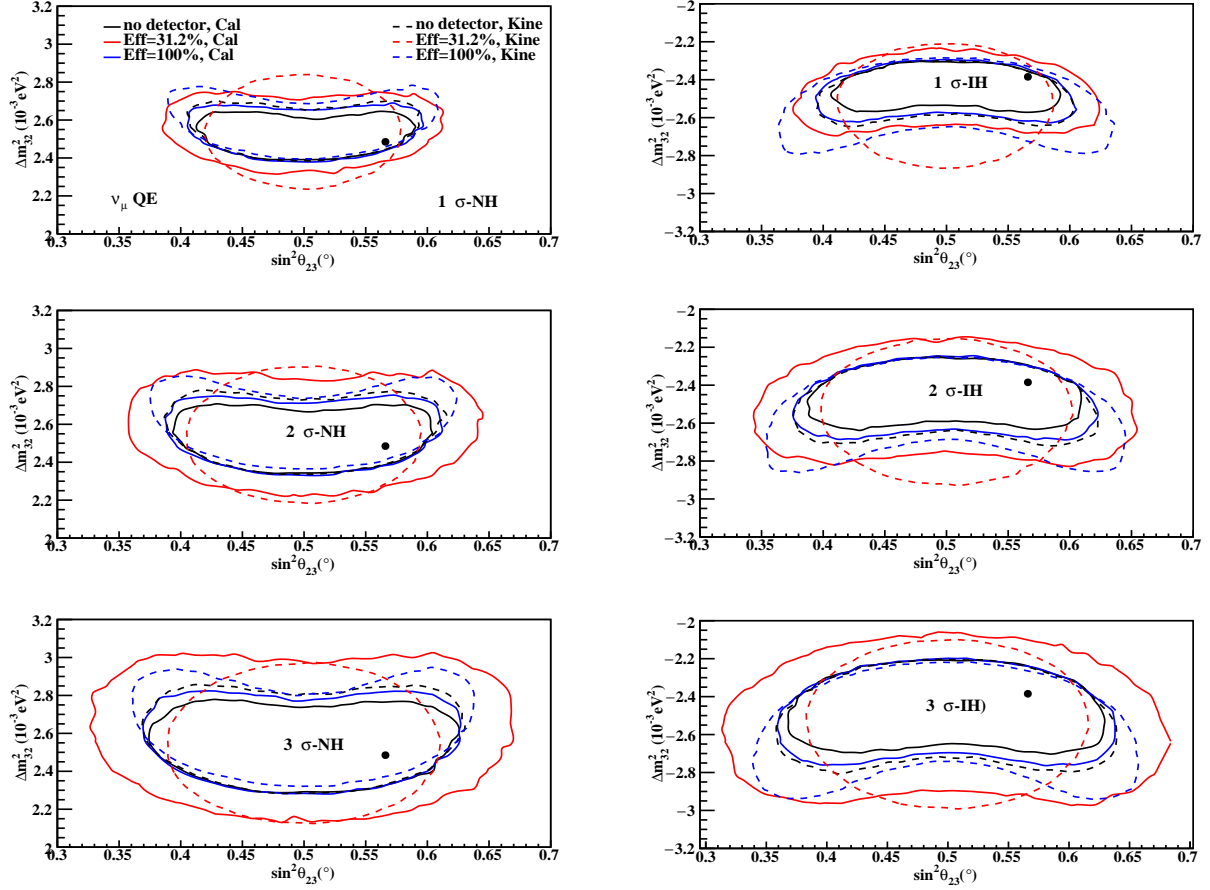 no detector, Cal
Eff=31.2%, Cal
Eff=100%, Cal
no detector, Kine
Eff=31.2%, Kine
Eff=100%, Kine
ν_μ QE
1 σ-NH
Δm²₃₂ (10⁻³eV²)
3.2
3
2.8
2.6
2.4
2.2
2
0.3 0.4 0.45 0.5 0.55 0.6 0.65 0.7
0.35
sin²θ₂₃(°)
1 σ-IH
Δm²₃₂ (10⁻³eV²)
−2
−2.2
−2.4
−2.6
−2.8
−3
−3.2
0.3 0.35 0.4 0.45 0.5 0.55 0.6 0.65 0.7
sin²θ₂₃(°)
2 σ-NH
Δm²₃₂ (10⁻³eV²)
3.2
3
2.8
2.6
2.4
2.2
2
0.3 0.35 0.4 0.45 0.5 0.55 0.6 0.65 0.7
sin²θ₂₃(°)
2 σ-IH
Δm²₃₂ (10⁻³eV²)
−2
−2.2
−2.4
−2.6
−2.8
−3
−3.2
0.3 0.35 0.4 0.45 0.5 0.55 0.6 0.65 0.7
sin²θ₂₃(°)
3 σ-NH
Δm²₃₂ (10⁻³eV²)
3.2
3
2.8
2.6
2.4
2.2
2
0.3 0.35 0.4 0.45 0.5 0.55 0.6 0.65 0.7
sin²θ₂₃(°)
3 σ-IH)
Δm²₃₂ (10⁻³eV²)
−2
−2.2
−2.4
−2.6
−2.8
−3
−3.2
0.3 0.35 0.4 0.45 0.5 0.55 0.6 0.65 0.7
sin²θ₂₃(°)